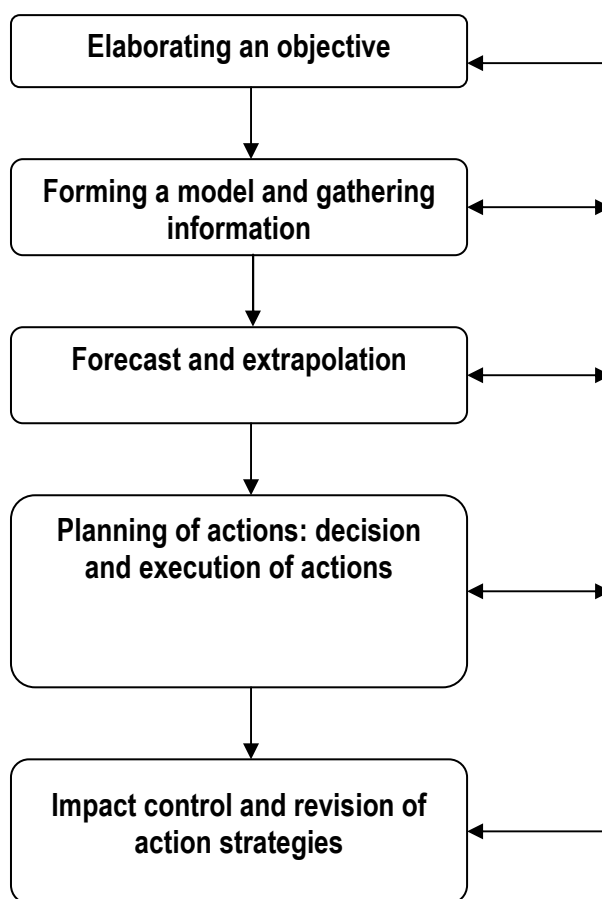 Elaborating an objective
Forming a model and gathering
information
Forecast and extrapolation
Planning of actions: decision
and execution of actions
Impact control and revision of
action strategies